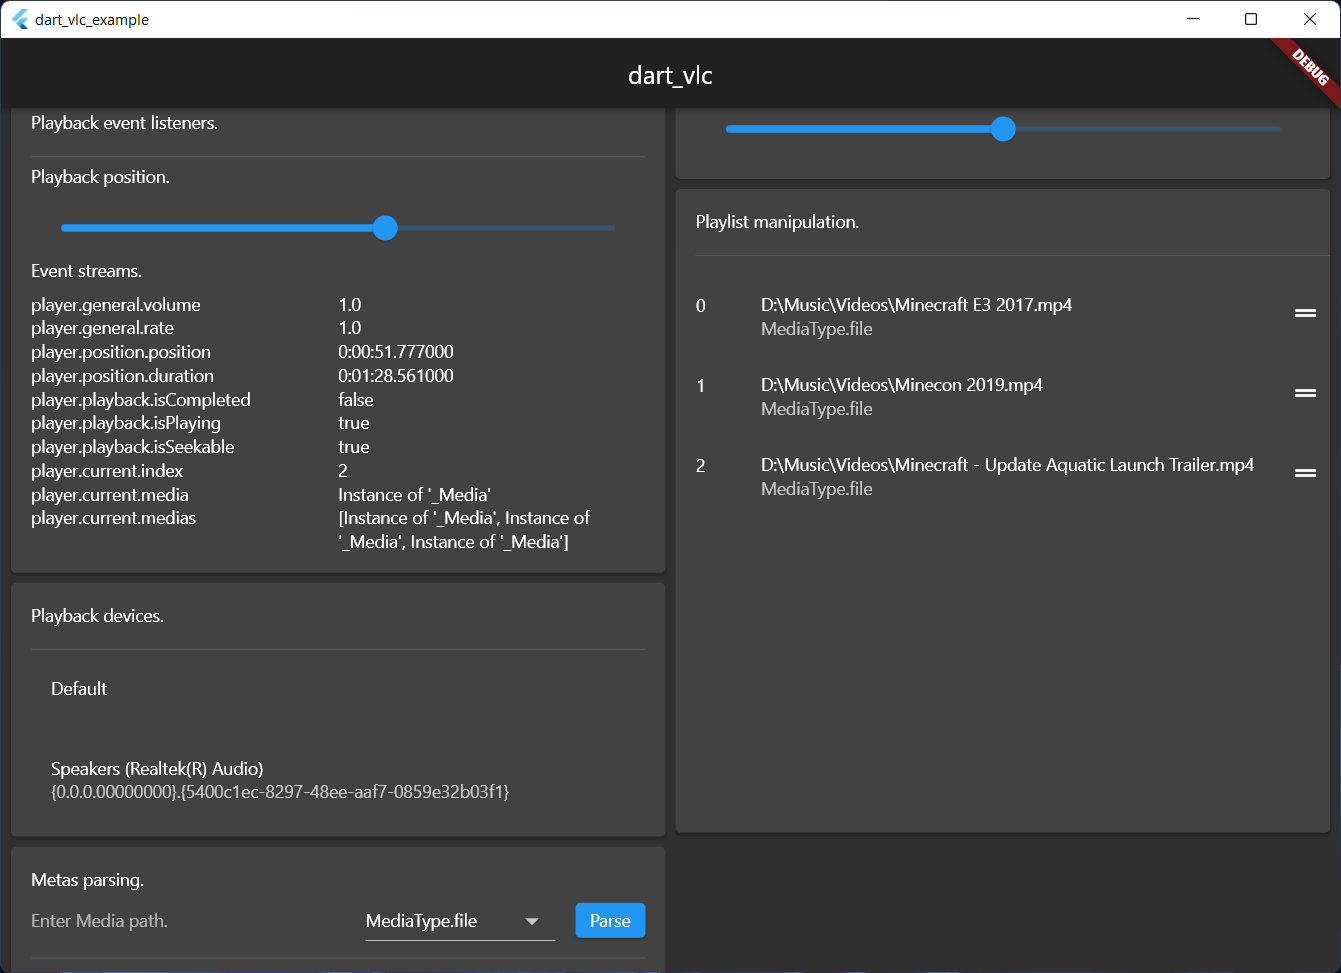 dart_vlc_example
dart_vlc
DEBUG
Playback event listeners.
Playback position.
Event streams.
player.general.volume 1.0
player.general.rate 1.0
player.position.position 0:00:51.777000
player.position.duration 0:01:28.561000
player.playback.isCompleted false
player.playback.isPlaying true
player.playback.isSeekable true
player.current.index 2
player.current.media Instance of '_Media'
player.current.medias [Instance of '_Media', Instance of
'_Media', Instance of '_Media']
Playback devices.
Default
Speakers (Realtek(R) Audio)
{0.0.0.00000000}.{5400c1ec-8297-48ee-aaf7-0859e32b03f1}
Metas parsing.
Enter Media path. MediaType.file Parse
Playlist manipulation.
0 D:\Music\Videos\Minecraft E3 2017.mp4
MediaType.file
1 D:\Music\Videos\Minecon 2019.mp4
MediaType.file
2 D:\Music\Videos\Minecraft - Update Aquatic Launch Trailer.mp4
MediaType.file